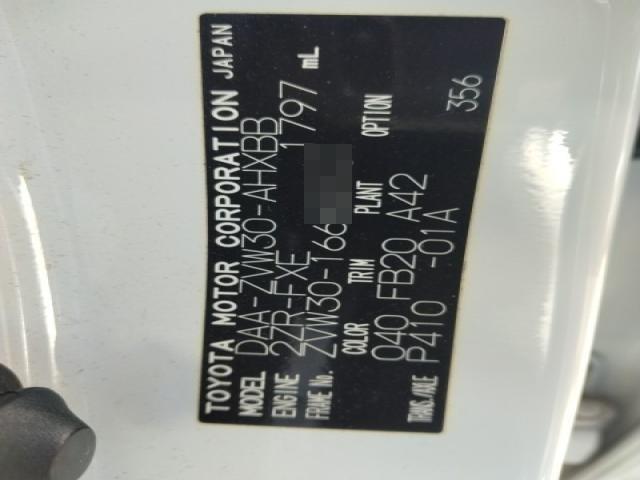 TOYOTA MOTOR CORPORATION JAPAN
MODEL DAA-ZVW30-AHXBB
ENGINE 2ZR-FXE 1797 mL
FRAME No. ZVW30-166
COLOR TRIM PLANT OPTION
040 FB20 A42
TRANS./AXLE P410 -01A
356